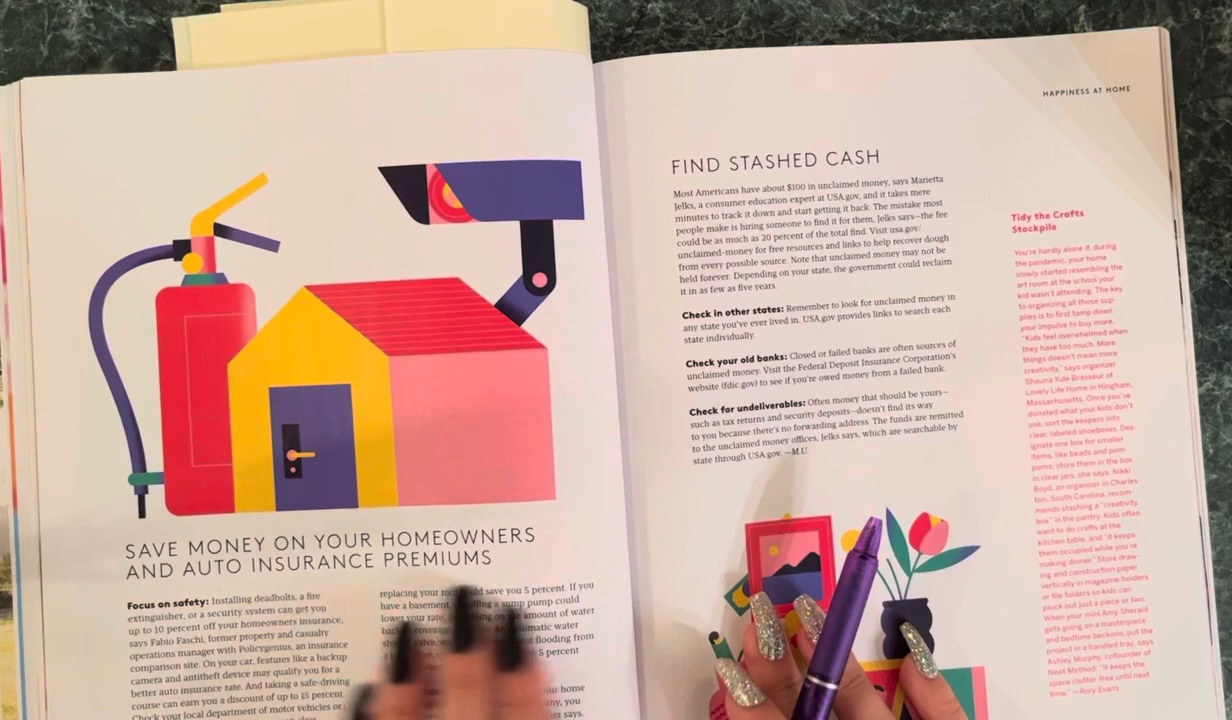 SAVE MONEY ON YOUR HOMEOWNERS
AND AUTO INSURANCE PREMIUMS
Focus on safety: Installing deadbolts, a fire
extinguisher, or a security system can get you
up to 10 percent off your homeowners insurance,
says Fabio Faschi, former property and casualty
operations manager with Policygenius, an insurance
comparison site. On your car, features like a backup
camera and antitheft device may qualify you for a
better auto insurance rate. And taking a safe-driving
course can earn you a discount of up to 15 percent.
Check your local department of motor vehicles or
replacing your save you 5 percent. If you
have a basement, a sump pump could
lower your rate, on the amount of water
flooding from
5 percent
your home
you
says.
HAPPINESS AT HOME
FIND STASHED CASH
Most Americans have about $100 in unclaimed money, says Marietta
Jelks, a consumer education expert at USA.gov, and it takes mere
minutes to track it down and start getting it back. The mistake most
people make is hiring someone to find it for them, Jelks says—the fee
could be as much as 20 percent of the total find. Visit usa.gov/
unclaimed-money for free resources and links to help recover dough
from every possible source. Note that unclaimed money may not be
held forever. Depending on your state, the government could reclaim
it in as few as five years.
Check in other states: Remember to look for unclaimed money in
any state you've ever lived in. USA.gov provides links to search each
state individually.
Check your old banks: Closed or failed banks are often sources of
unclaimed money. Visit the Federal Deposit Insurance Corporation's
website (fdic.gov) to see if you're owed money from a failed bank.
Check for undeliverables: Often money that should be yours—
such as tax returns and security deposits—doesn't find its way
to you because there's no forwarding address. The funds are remitted
to the unclaimed money offices, Jelks says, which are searchable by
state through USA.gov. —M.U.
Tidy the Crafts
Stockpile
You're hardly alone if, during
the pandemic, your home
slowly started resembling the
art room at the school your
kid wasn't attending. The key
to organizing all those sup-
plies is to first tamp down
your impulse to buy more.
"Kids feel overwhelmed when
they have too much. More
things doesn't mean more
creativity," says organizer
Shauna Yule Brasseur of
Lovely Life Home in Hingham,
Massachusetts. Once you've
donated what your kids don't
use, sort the keepers into
clear, labeled shoeboxes. Des-
ignate one box for smaller
items, like beads and pom-
poms; store them in the box
in clear jars, she says. Nikki
Boyd, an organizer in Charles-
ton, South Carolina, recom-
mends stashing a "creativity
box" in the pantry. Kids often
want to do crafts at the
kitchen table, and "it keeps
them occupied while you're
making dinner." Store draw-
ing and construction paper
vertically in magazine holders
or file folders so kids can
pluck out just a piece or two.
When your mini Amy Sherald
gets going on a masterpiece
and bedtime beckons, put the
project in a handled tray, says
Ashley Murphy, cofounder of
Neat Method: "It keeps the
space clutter-free until next
time." —Rory Evans